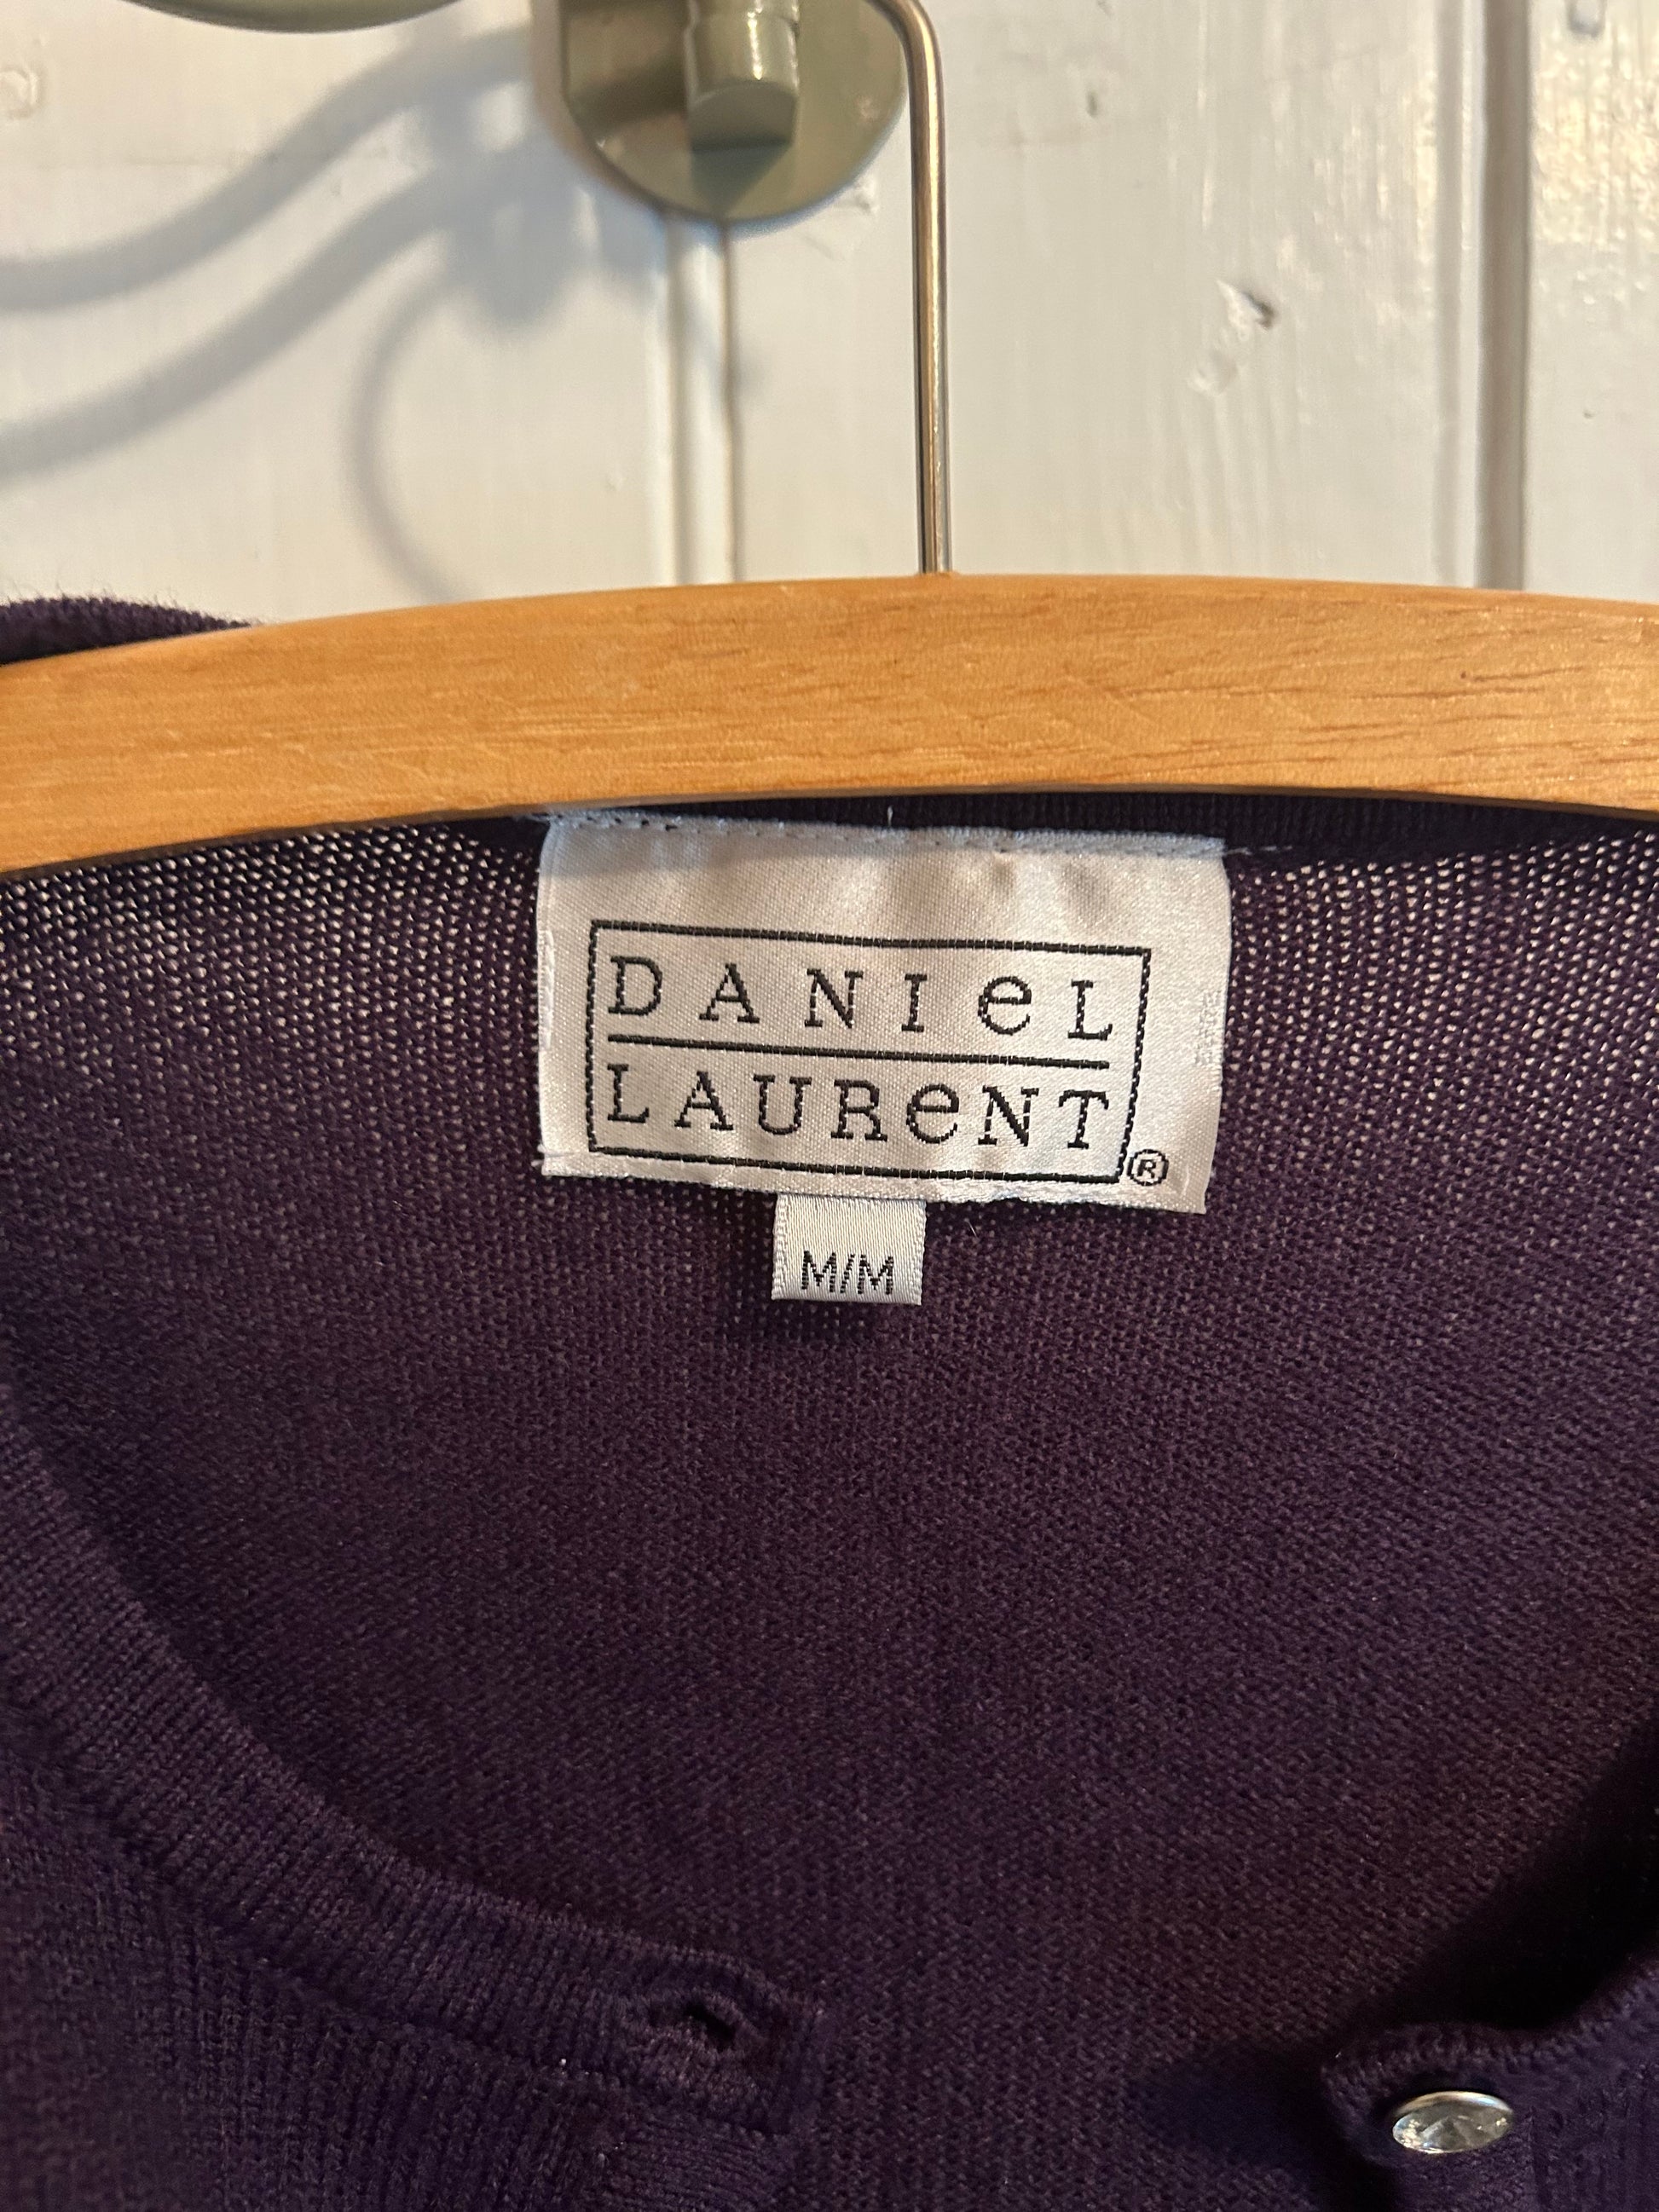 DANIeL
LAUReNT
®
M/M